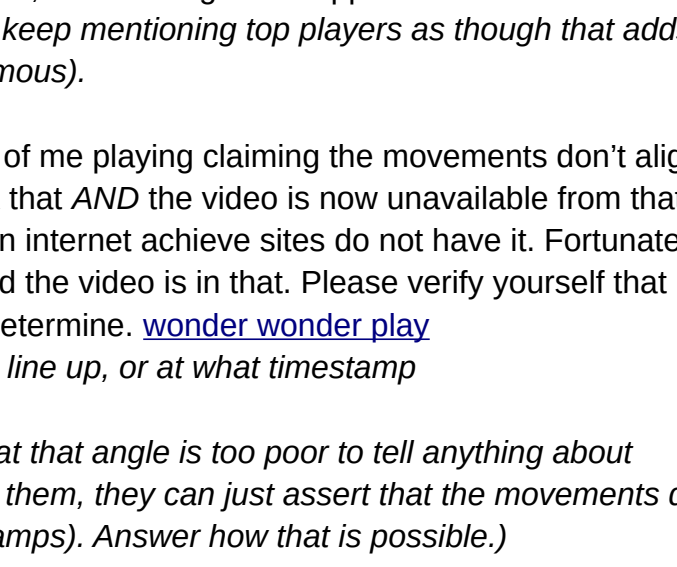 keep mentioning top players as though that add
mous).
of me playing claiming the movements don’t alig
that AND the video is now unavailable from that
n internet achieve sites do not have it. Fortunate
d the video is in that. Please verify yourself that
etermine. wonder wonder play
line up, or at what timestamp
at that angle is too poor to tell anything about
them, they can just assert that the movements d
amps). Answer how that is possible.)